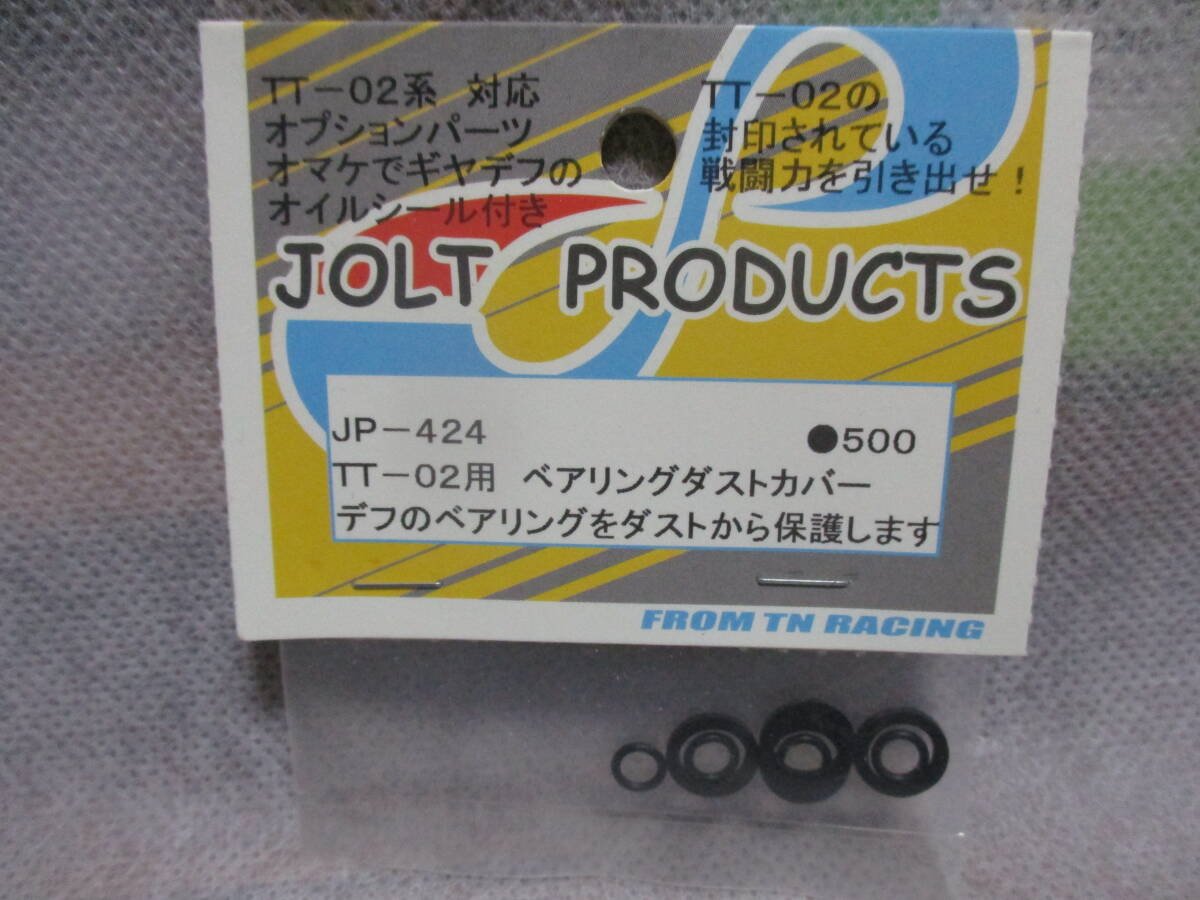 TT－02系　対応
オプションパーツ
オマケでギヤデフの
オイルシール付き
TT－02の
封印されている
戦闘力を引き出せ！
JOLT PRODUCTS
JP－424
●500
TT－02用　ベアリングダストカバー
デフのベアリングをダストから保護します
FROM TN RACING